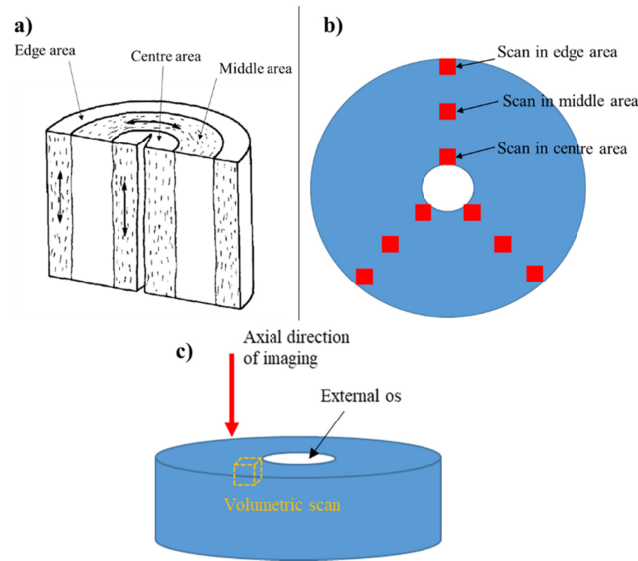 a)
Edge area
Centre area
Middle area
b)
Scan in edge area
Scan in middle area
Scan in centre area
c)
Axial direction
of imaging
External os
Volumetric scan